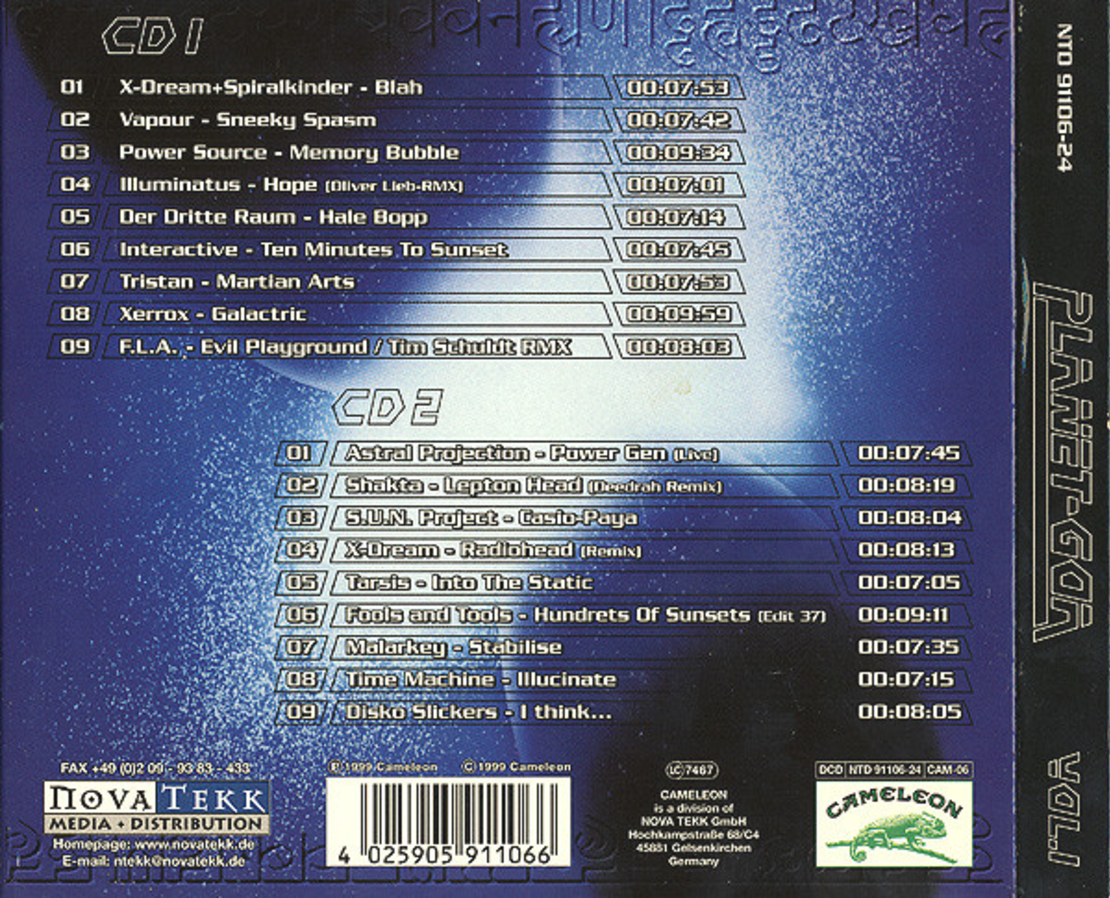 CD 1
01 X-Dream+Spiralkinder - Blah 00:07:53
02 Vapour - Sneeky Spasm 00:07:42
03 Power Source - Memory Bubble 00:09:34
04 Illuminatus - Hope (Oliver Lieb-RMX) 00:07:01
05 Der Dritte Raum - Hale Bopp 00:07:14
06 Interactive - Ten Minutes To Sunset 00:07:45
07 Tristan - Martian Arts 00:07:53
08 Xerrox - Galactric 00:09:59
09 F.L.A. - Evil Playground / Tim Schuldt RMX 00:08:03
CD 2
01 Astral Projection - Power Gen (Live) 00:07:45
02 Shakta - Lepton Head (Deedrah Remix) 00:08:19
03 S.U.N. Project - Casio-Paya 00:08:04
04 X-Dream - Radiohead (Remix) 00:08:13
05 Tarsis - Into The Static 00:07:05
06 Fools and Tools - Hundrets Of Sunsets (Edit 37) 00:09:11
07 Malarkey - Stabilise 00:07:35
08 Time Machine - Illucinate 00:07:15
09 Disko Slickers - I think... 00:08:05
FAX +49 (0)2 09 - 93 83 - 433
NOVA TEKK
MEDIA + DISTRIBUTION
Homepage: www.novatekk.de
E-mail: ntekk@novatekk.de
℗ 1999 Cameleon © 1999 Cameleon
4 025905 911066
LC 7467
CAMELEON
is a division of
NOVA TEKK GmbH
Hochkampstraße 68/C4
45881 Gelsenkirchen
Germany
DCD NTD 91106-24 CAM-06
CAMELEON
NTD 91106-24
PLANET-GOA
VOL.1